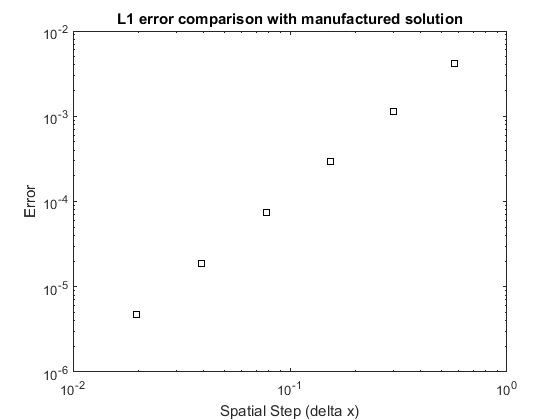 L1 error comparison with manufactured solution
10^-2
10^-3
10^-4
10^-5
10^-6
Error
10^-2
10^-1
10^0
Spatial Step (delta x)